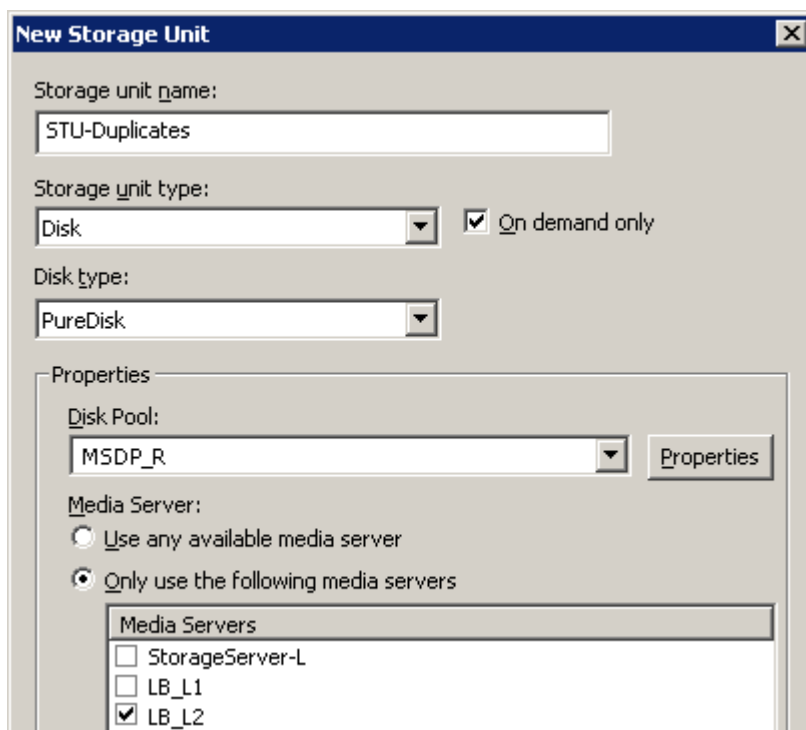 New Storage Unit
Storage unit name:
STU-Duplicates
Storage unit type:
Disk
On demand only
Disk type:
PureDisk
Properties
Disk Pool:
MSDP_R
Properties
Media Server:
Use any available media server
Only use the following media servers
Media Servers
StorageServer-L
LB_L1
LB_L2